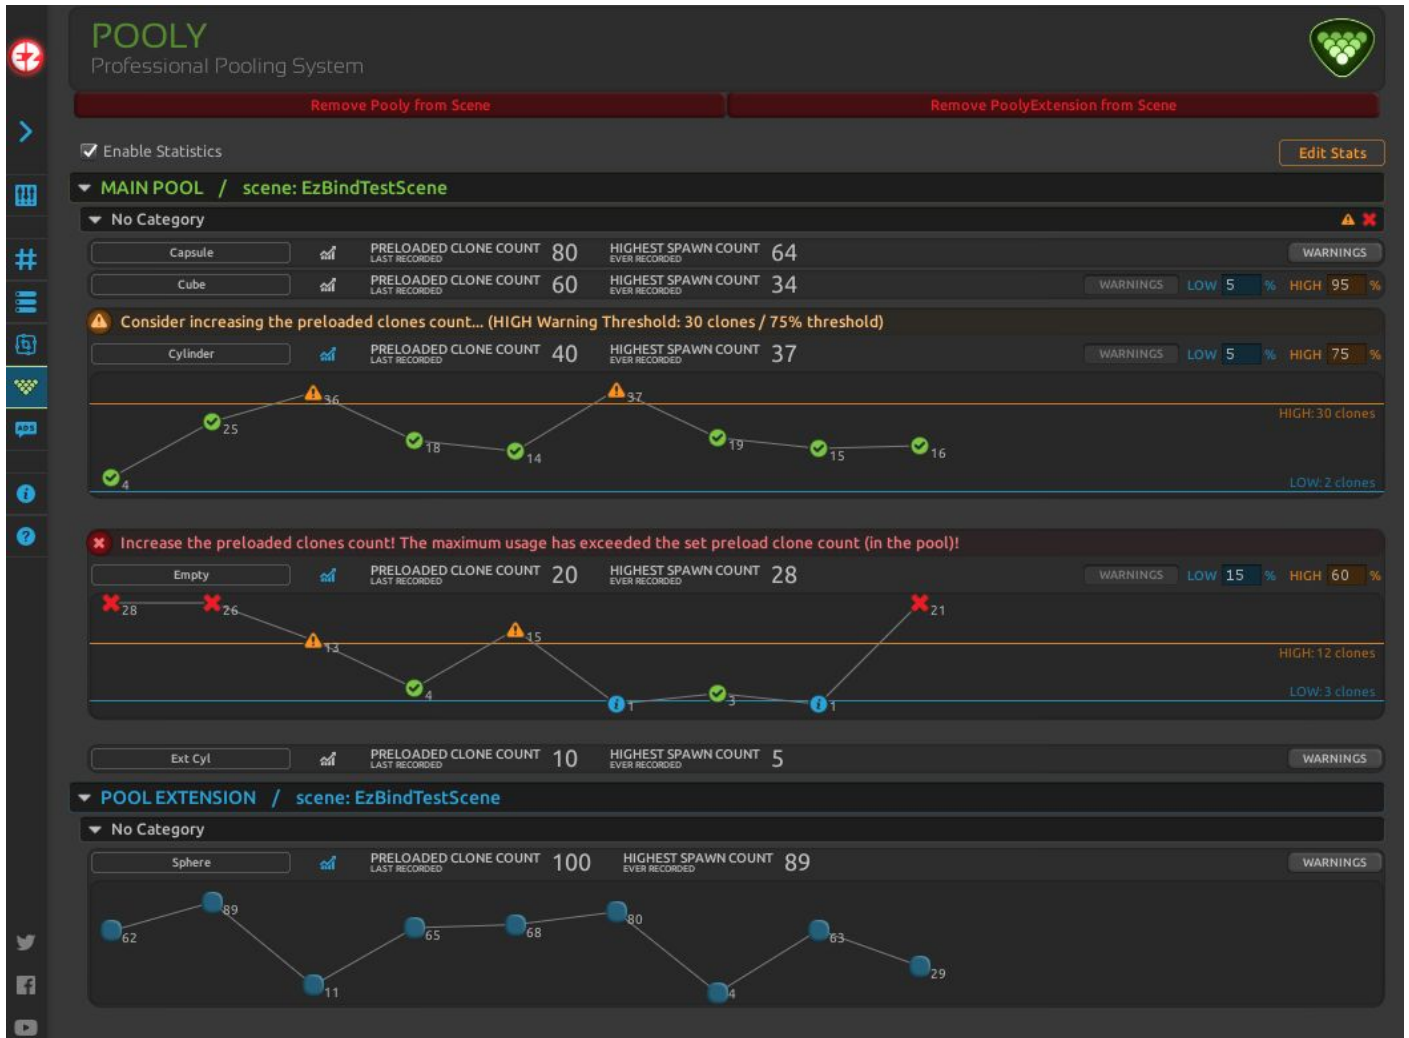 POOLY
Professional Pooling System
Remove Pooly from Scene Remove PoolyExtension from Scene
Enable Statistics Edit Stats
MAIN POOL / scene: EzBindTestScene
No Category
Capsule PRELOADED CLONE COUNT LAST RECORDED 80 HIGHEST SPAWN COUNT EVER RECORDED 64 WARNINGS
Cube PRELOADED CLONE COUNT LAST RECORDED 60 HIGHEST SPAWN COUNT EVER RECORDED 34 WARNINGS LOW 5 % HIGH 95 %
Consider increasing the preloaded clones count... (HIGH Warning Threshold: 30 clones / 75% threshold)
Cylinder PRELOADED CLONE COUNT LAST RECORDED 40 HIGHEST SPAWN COUNT EVER RECORDED 37 WARNINGS LOW 5 % HIGH 75 %
4 25 36 18 14 37 19 15 16
HIGH: 30 clones
LOW: 2 clones
Increase the preloaded clones count! The maximum usage has exceeded the set preload clone count (in the pool)!
Empty PRELOADED CLONE COUNT LAST RECORDED 20 HIGHEST SPAWN COUNT EVER RECORDED 28 WARNINGS LOW 15 % HIGH 60 %
28 26 13 4 15 1 3 1 21
HIGH: 12 clones
LOW: 3 clones
Ext Cyl PRELOADED CLONE COUNT LAST RECORDED 10 HIGHEST SPAWN COUNT EVER RECORDED 5 WARNINGS
POOL EXTENSION / scene: EzBindTestScene
No Category
Sphere PRELOADED CLONE COUNT LAST RECORDED 100 HIGHEST SPAWN COUNT EVER RECORDED 89 WARNINGS
62 89 11 65 68 80 4 63 29
ADS